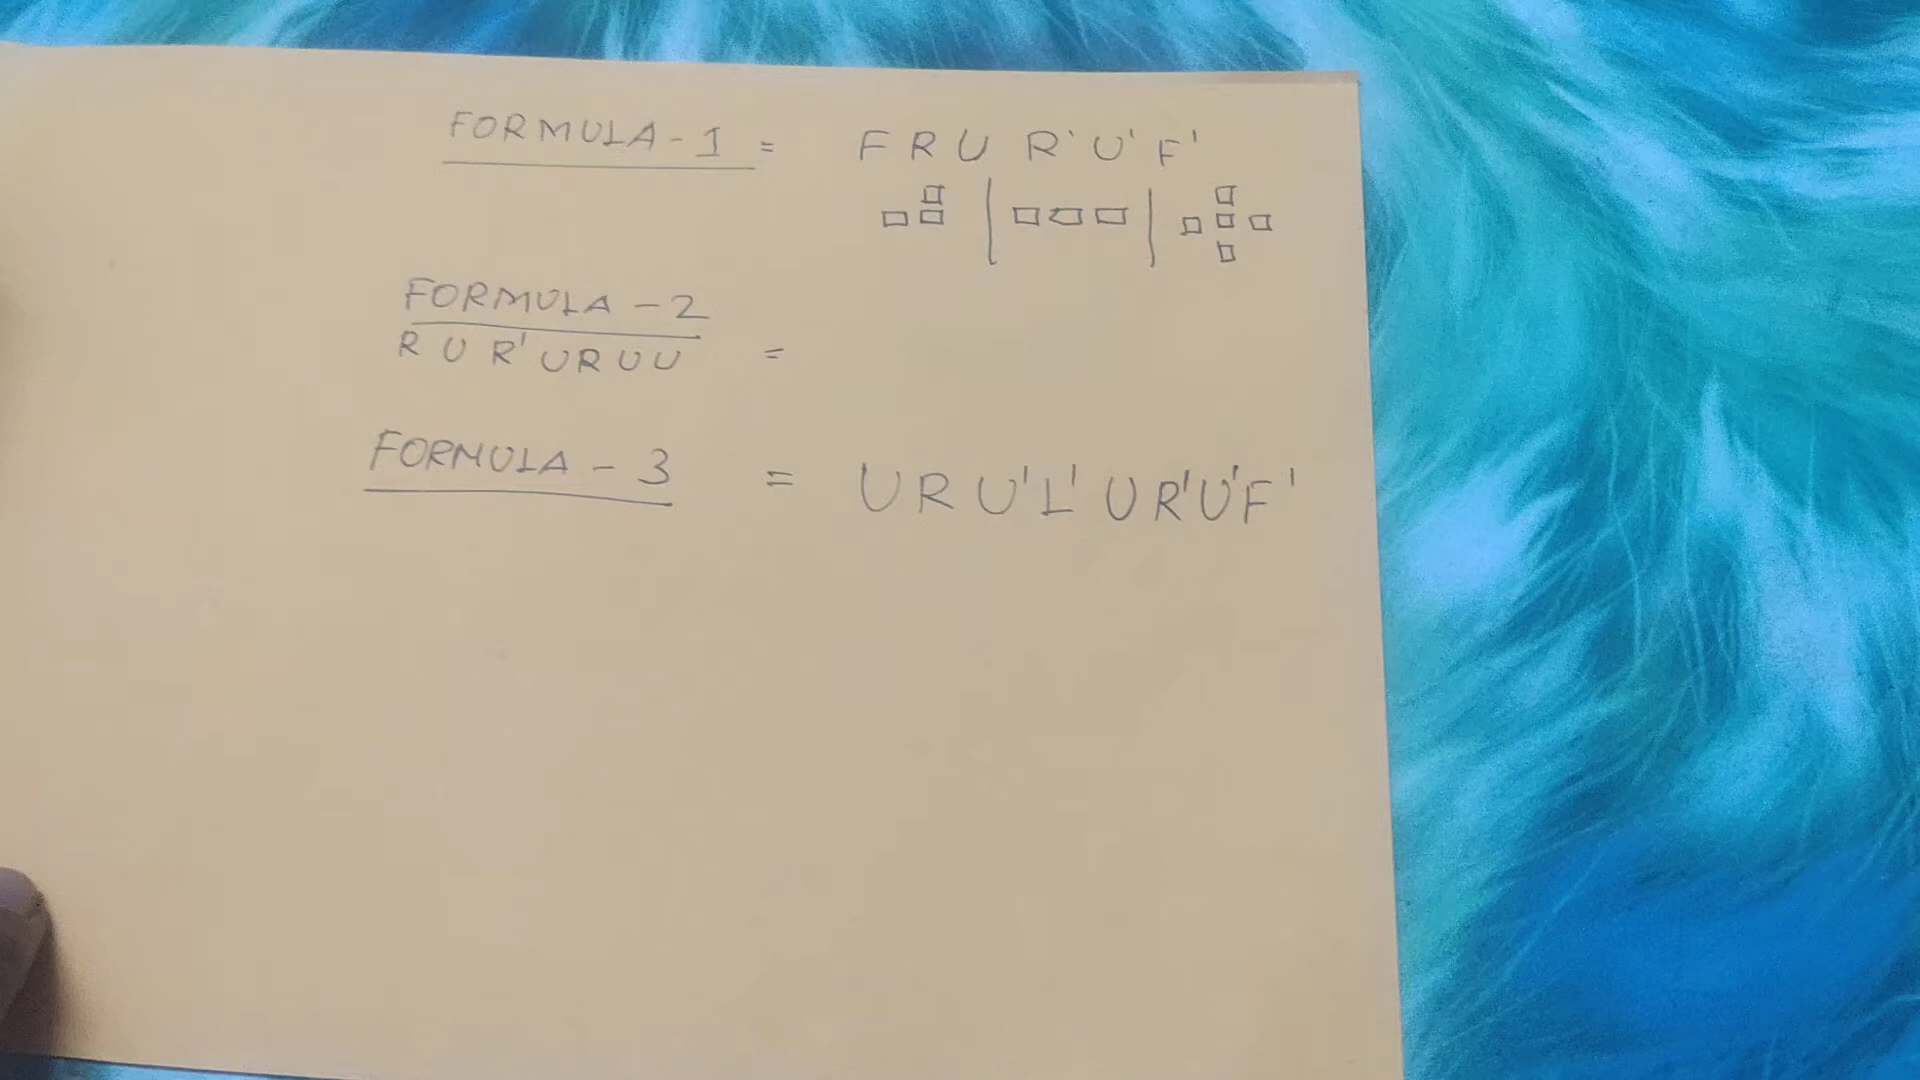 FORMULA-1 = F R U R' U' F'
FORMULA-2
R U R' U R U U =
FORMULA-3 = U R U' L' U R' U' F'